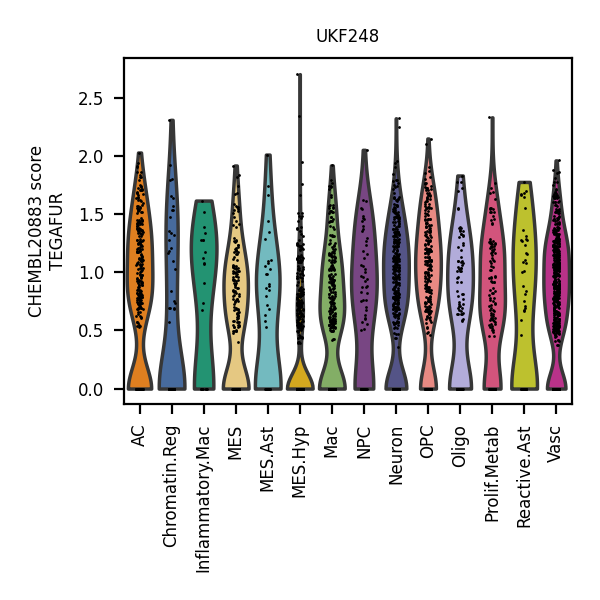 UKF248
CHEMBL20883 score
TEGAFUR
2.5
2.0
1.5
1.0
0.5
0.0
AC
Chromatin.Reg
Inflammatory.Mac
MES
MES.Ast
MES.Hyp
Mac
NPC
Neuron
OPC
Oligo
Prolif.Metab
Reactive.Ast
Vasc